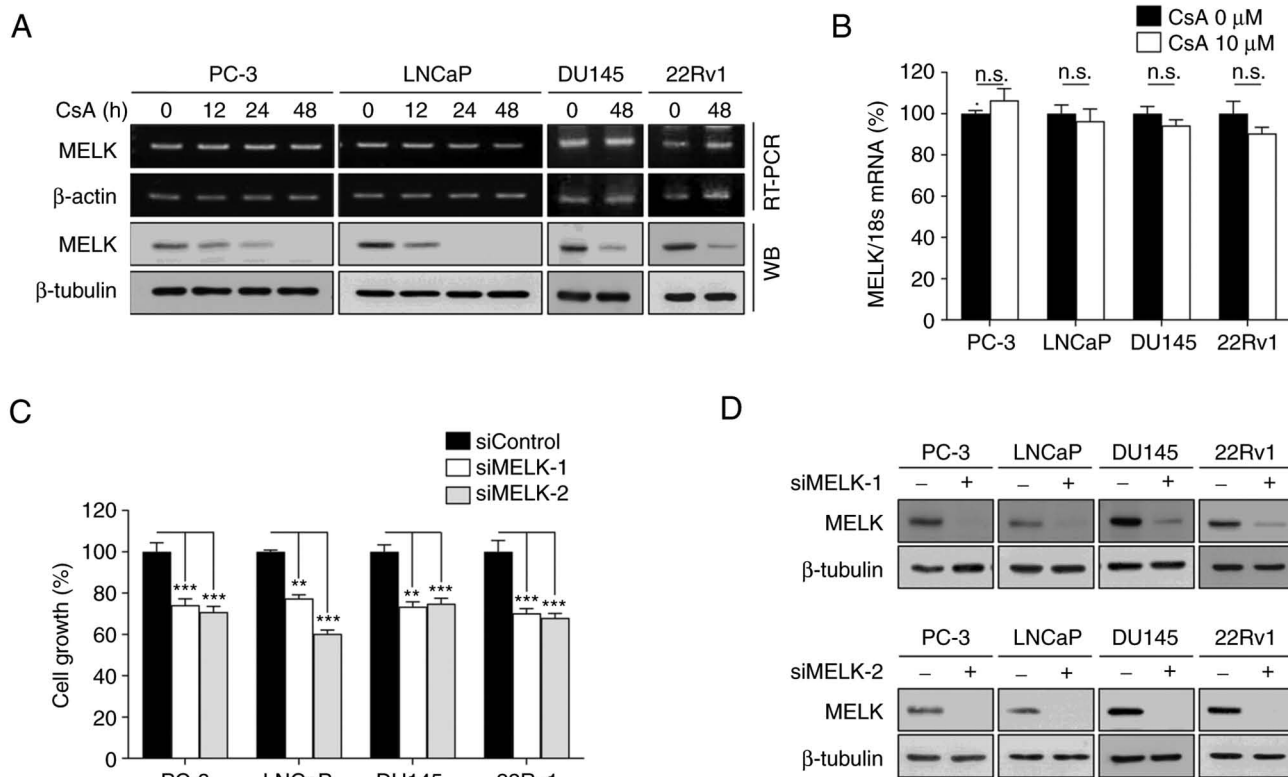 A
PC-3 LNCaP DU145 22Rv1
CsA (h) 0 12 24 48 0 12 24 48 0 48 0 48
MELK
β-actin
RT-PCR
MELK
β-tubulin
WB
B
CsA 0 μM
CsA 10 μM
MELK/18s mRNA (%)
120
100
80
60
40
20
0
n.s. n.s. n.s. n.s.
PC-3 LNCaP DU145 22Rv1
C
siControl
siMELK-1
siMELK-2
Cell growth (%)
120
100
80
60
40
20
0
*** *** ** *** ** *** *** ***
D
PC-3 LNCaP DU145 22Rv1
siMELK-1 – + – + – + – +
MELK
β-tubulin
PC-3 LNCaP DU145 22Rv1
siMELK-2 – + – + – + – +
MELK
β-tubulin